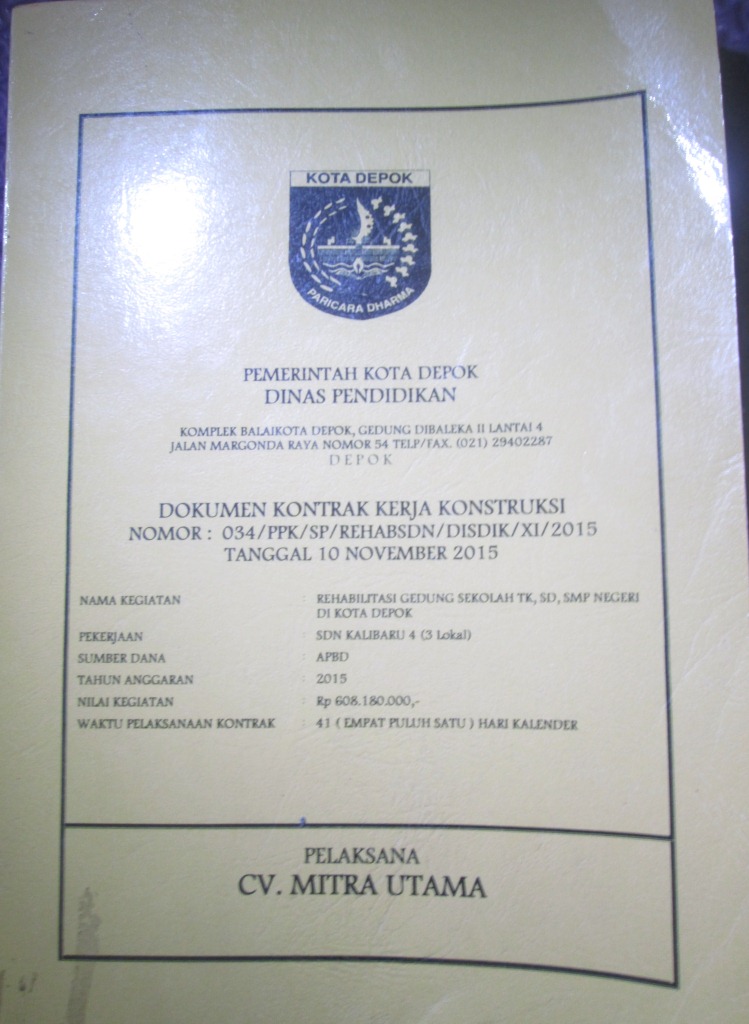 KOTA DEPOK
PARICARA DHARMA
PEMERINTAH KOTA DEPOK
DINAS PENDIDIKAN
KOMPLEK BALAIKOTA DEPOK, GEDUNG DIBALEKA II LANTAI 4
JALAN MARGONDA RAYA NOMOR 54 TELP/FAX. (021) 29402287
DEPOK
DOKUMEN KONTRAK KERJA KONSTRUKSI
NOMOR : 034/PPK/SP/REHABSDN/DISDIK/XI/2015
TANGGAL 10 NOVEMBER 2015
NAMA KEGIATAN : REHABILITASI GEDUNG SEKOLAH TK, SD, SMP NEGERI
DI KOTA DEPOK
PEKERJAAN : SDN KALIBARU 4 (3 Lokal)
SUMBER DANA : APBD
TAHUN ANGGARAN : 2015
NILAI KEGIATAN : Rp 608.180.000,-
WAKTU PELAKSANAAN KONTRAK : 41 ( EMPAT PULUH SATU ) HARI KALENDER
PELAKSANA
CV. MITRA UTAMA